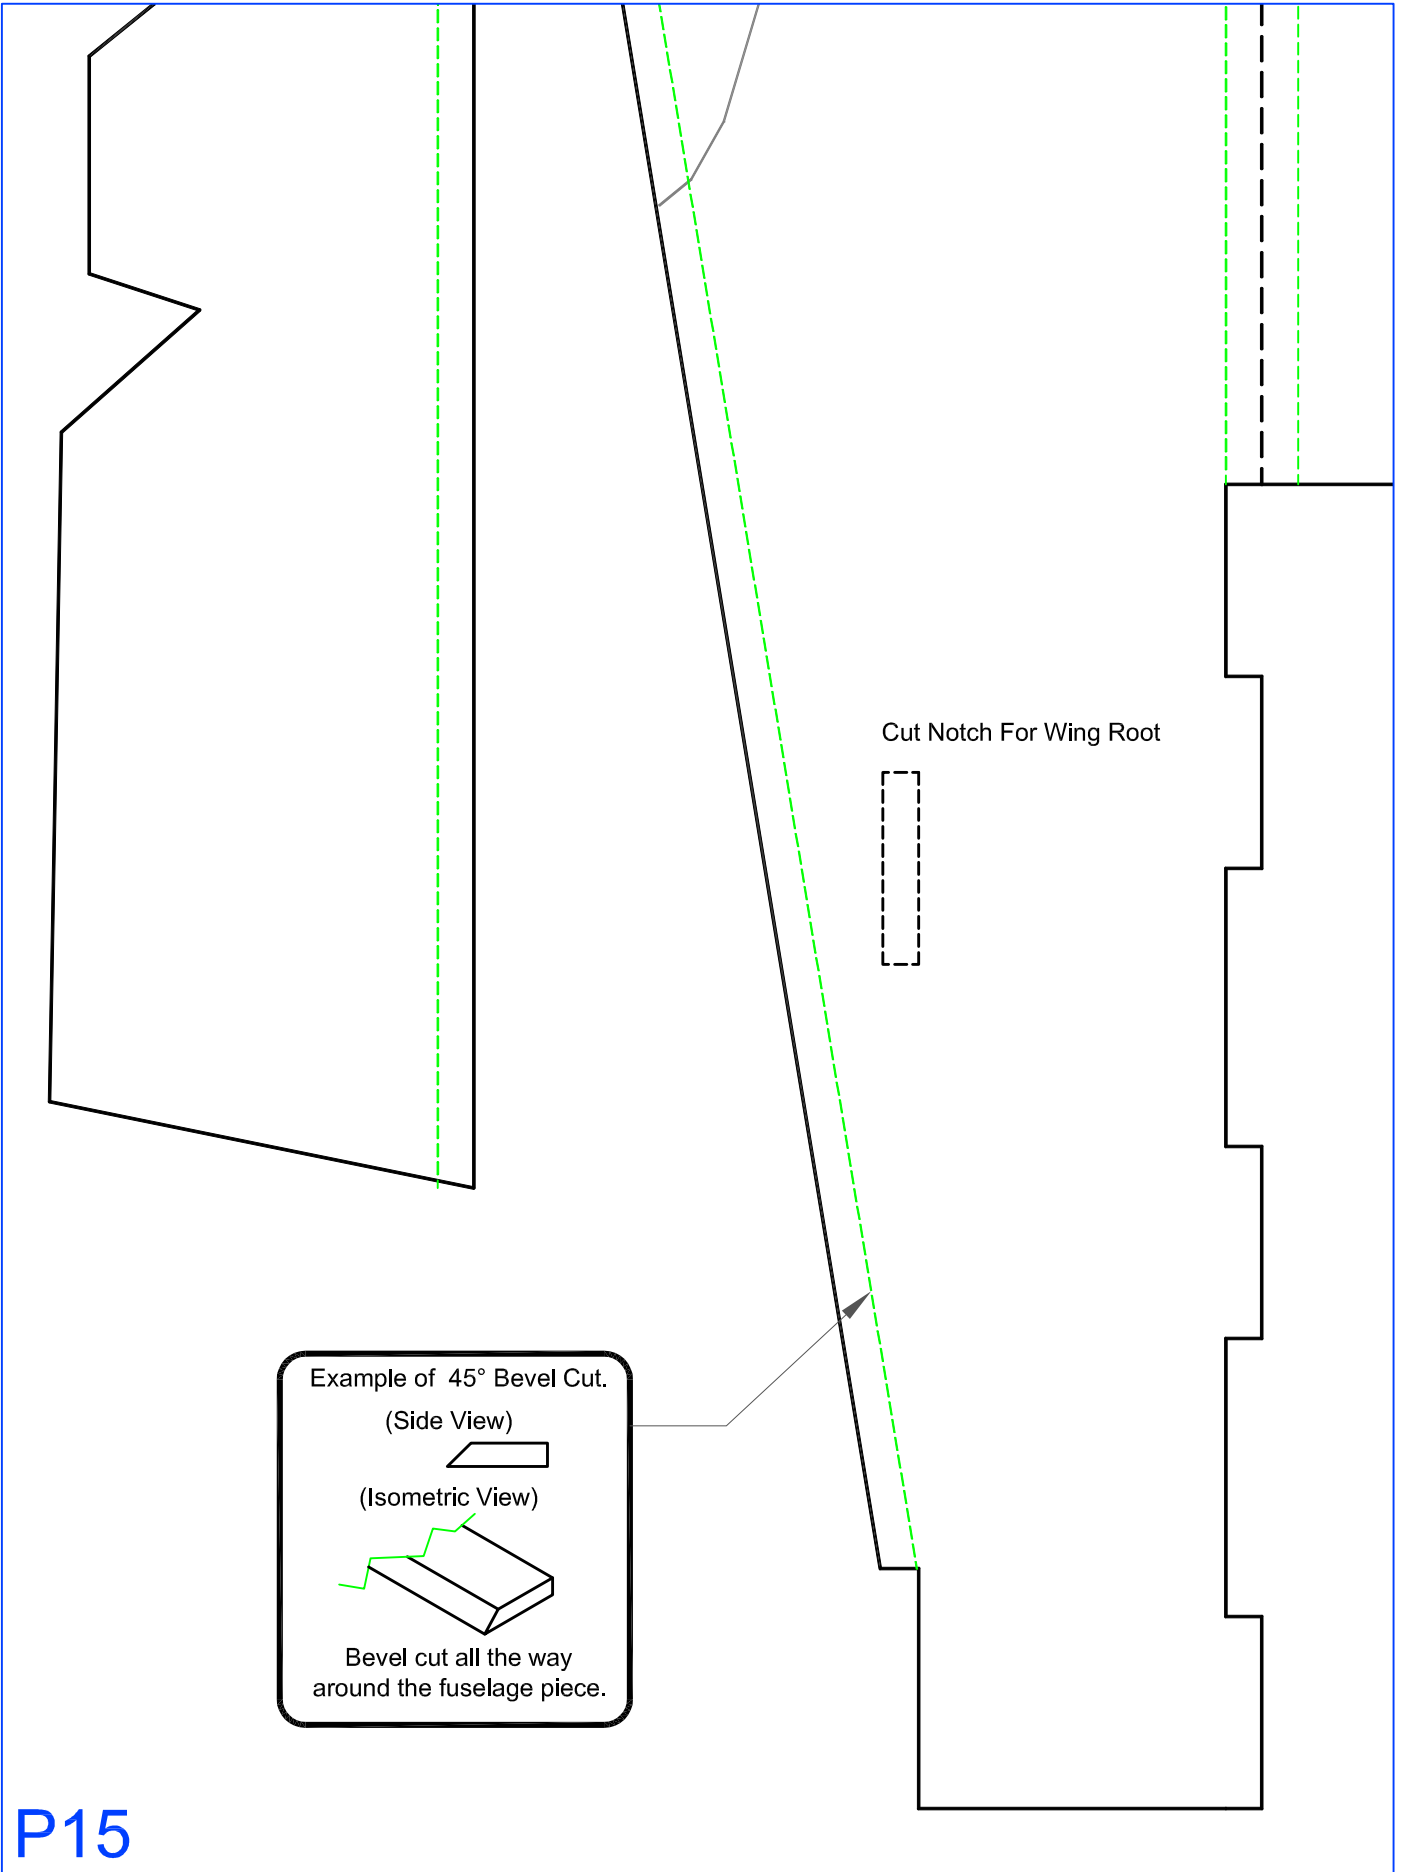 Cut Notch For Wing Root
Example of 45° Bevel Cut.
(Side View)
(Isometric View)
Bevel cut all the way
around the fuselage piece.
P15